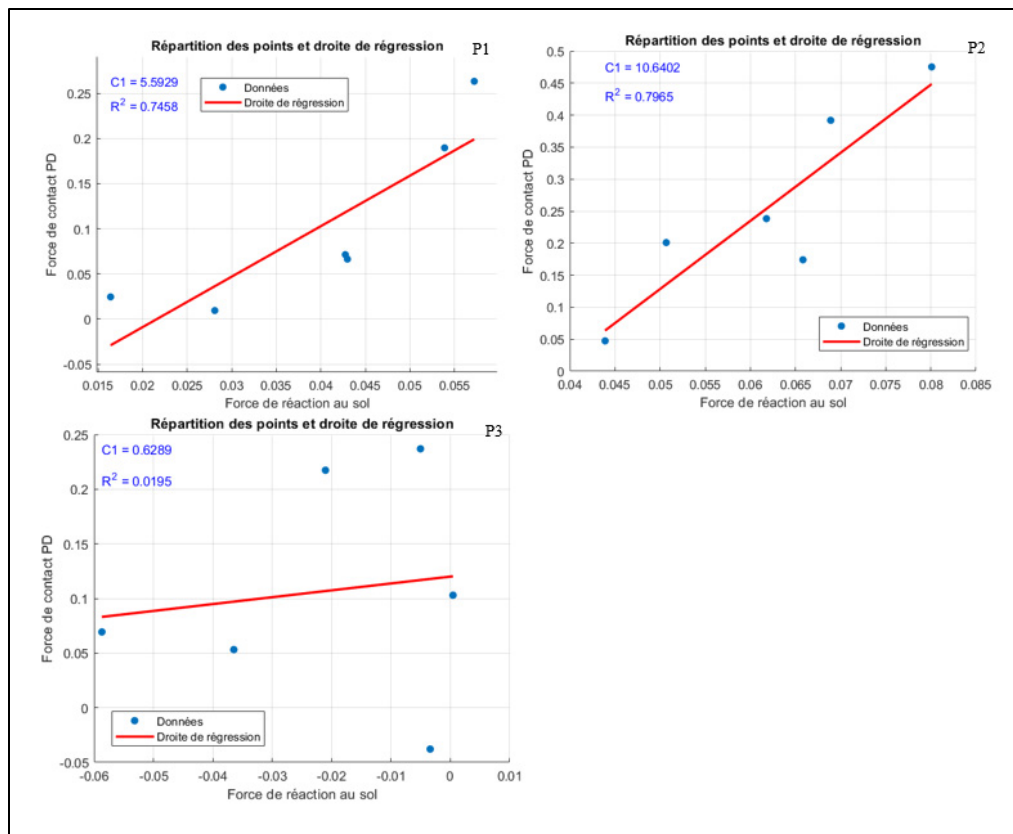 Répartition des points et droite de régression
P1
C1 = 5.5929
R² = 0.7458
Données
Droite de régression
Force de contact PD
0.25
0.2
0.15
0.1
0.05
0
-0.05
0.015 0.02 0.025 0.03 0.035 0.04 0.045 0.05 0.055
Force de réaction au sol
Répartition des points et droite de régression
P2
C1 = 10.6402
R² = 0.7965
Données
Droite de régression
Force de contact PD
0.5
0.45
0.4
0.35
0.3
0.25
0.2
0.15
0.1
0.05
0
0.04 0.045 0.05 0.055 0.06 0.065 0.07 0.075 0.08 0.085
Force de réaction au sol
Répartition des points et droite de régression
P3
C1 = 0.6289
R² = 0.0195
Données
Droite de régression
Force de contact PD
0.25
0.2
0.15
0.1
0.05
0
-0.05
-0.06 -0.05 -0.04 -0.03 -0.02 -0.01 0 0.01
Force de réaction au sol